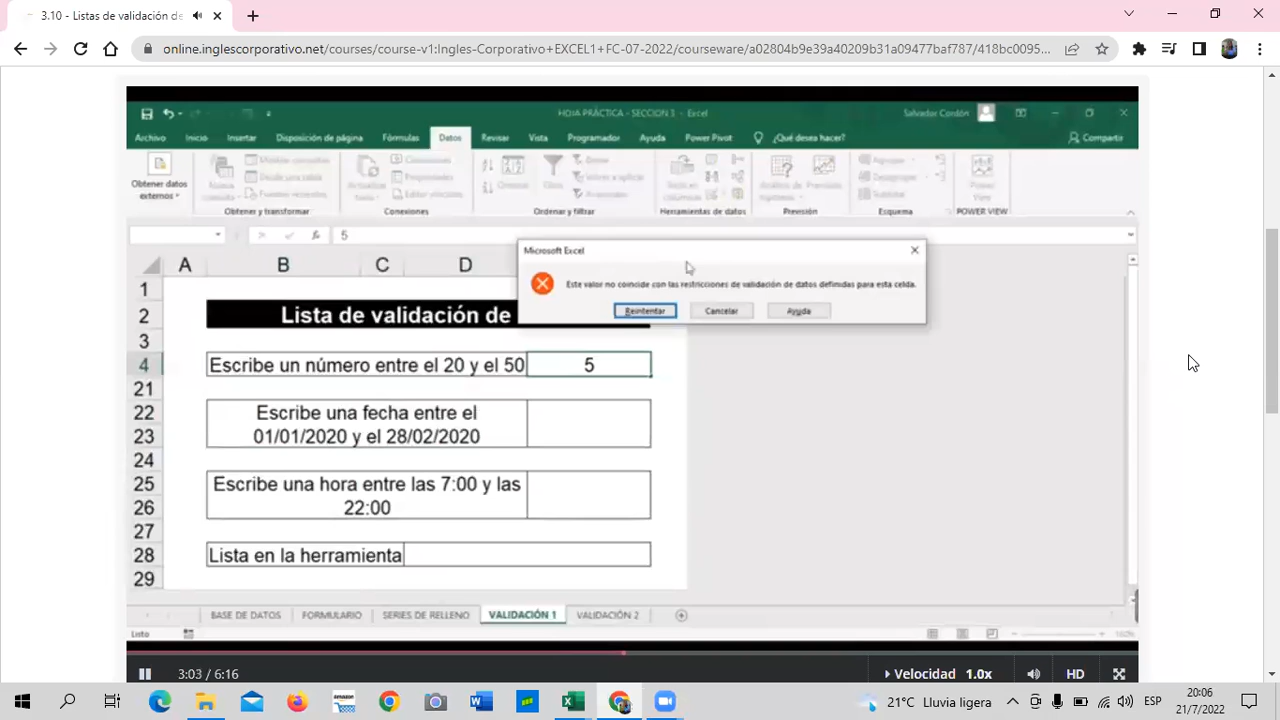 3.10 - Listas de validación de
online.inglescorporativo.net/courses/course-v1:Ingles-Corporativo+EXCEL1+FC-07-2022/courseware/a02804b9e39a40209b31a09477baf787/418bc0095...
HOJA PRÁCTICA - SECCION 3 - Excel
Salvador Cordón
Archivo Inicio Insertar Disposición de página Fórmulas Datos Revisar Vista Programador Ayuda Power Pivot ¿Qué desea hacer? Compartir
Obtener datos externos
Obtener y transformar Conexiones Ordenar y filtrar Herramientas de datos Previsión Esquema POWER VIEW
5
Microsoft Excel
Este valor no coincide con las restricciones de validación de datos definidas para esta celda.
Reintentar Cancelar Ayuda
A B C D
1
2 Lista de validación de
3
4 Escribe un número entre el 20 y el 50 5
21
22 Escribe una fecha entre el
23 01/01/2020 y el 28/02/2020
24
25 Escribe una hora entre las 7:00 y las
26 22:00
27
28 Lista en la herramienta
29
BASE DE DATOS FORMULARIO SERIES DE RELLENO VALIDACIÓN 1 VALIDACIÓN 2
Listo
3:03 / 6:16 Velocidad 1.0x HD
21°C Lluvia ligera ESP 20:06
21/7/2022